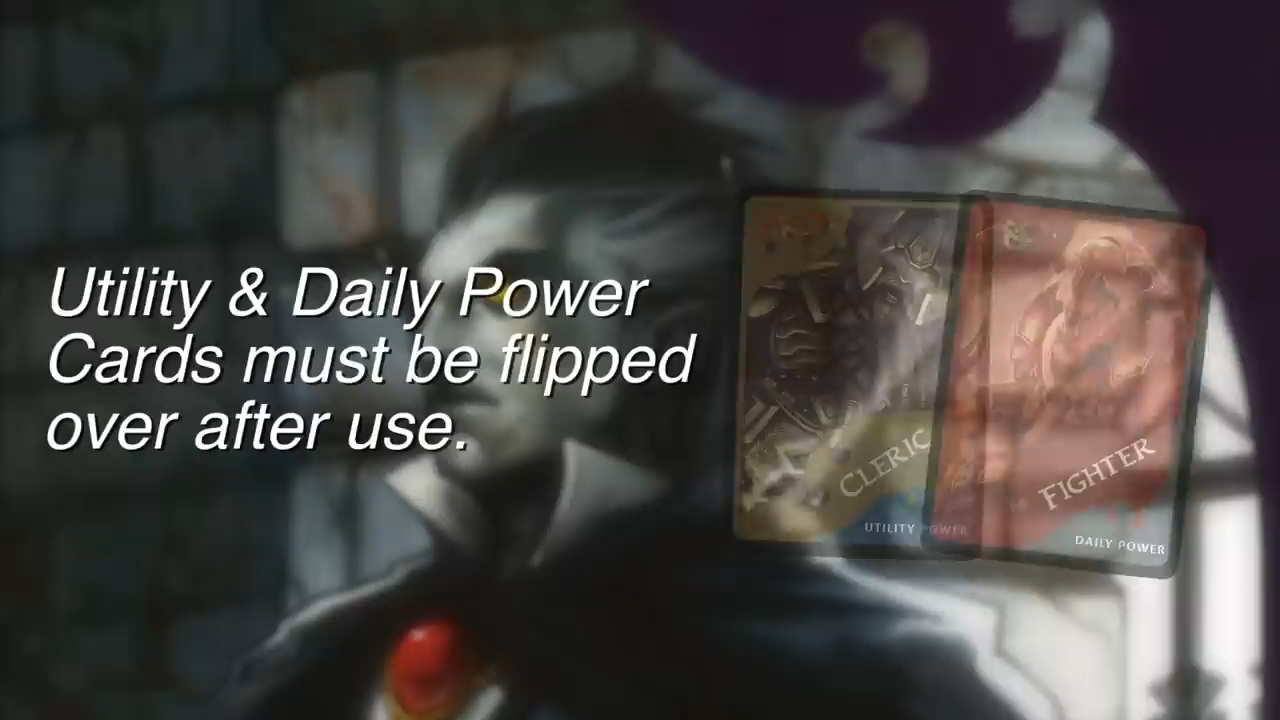 Utility & Daily Power
Cards must be flipped
over after use.
CLERIC
UTILITY POWER
FIGHTER
DAILY POWER